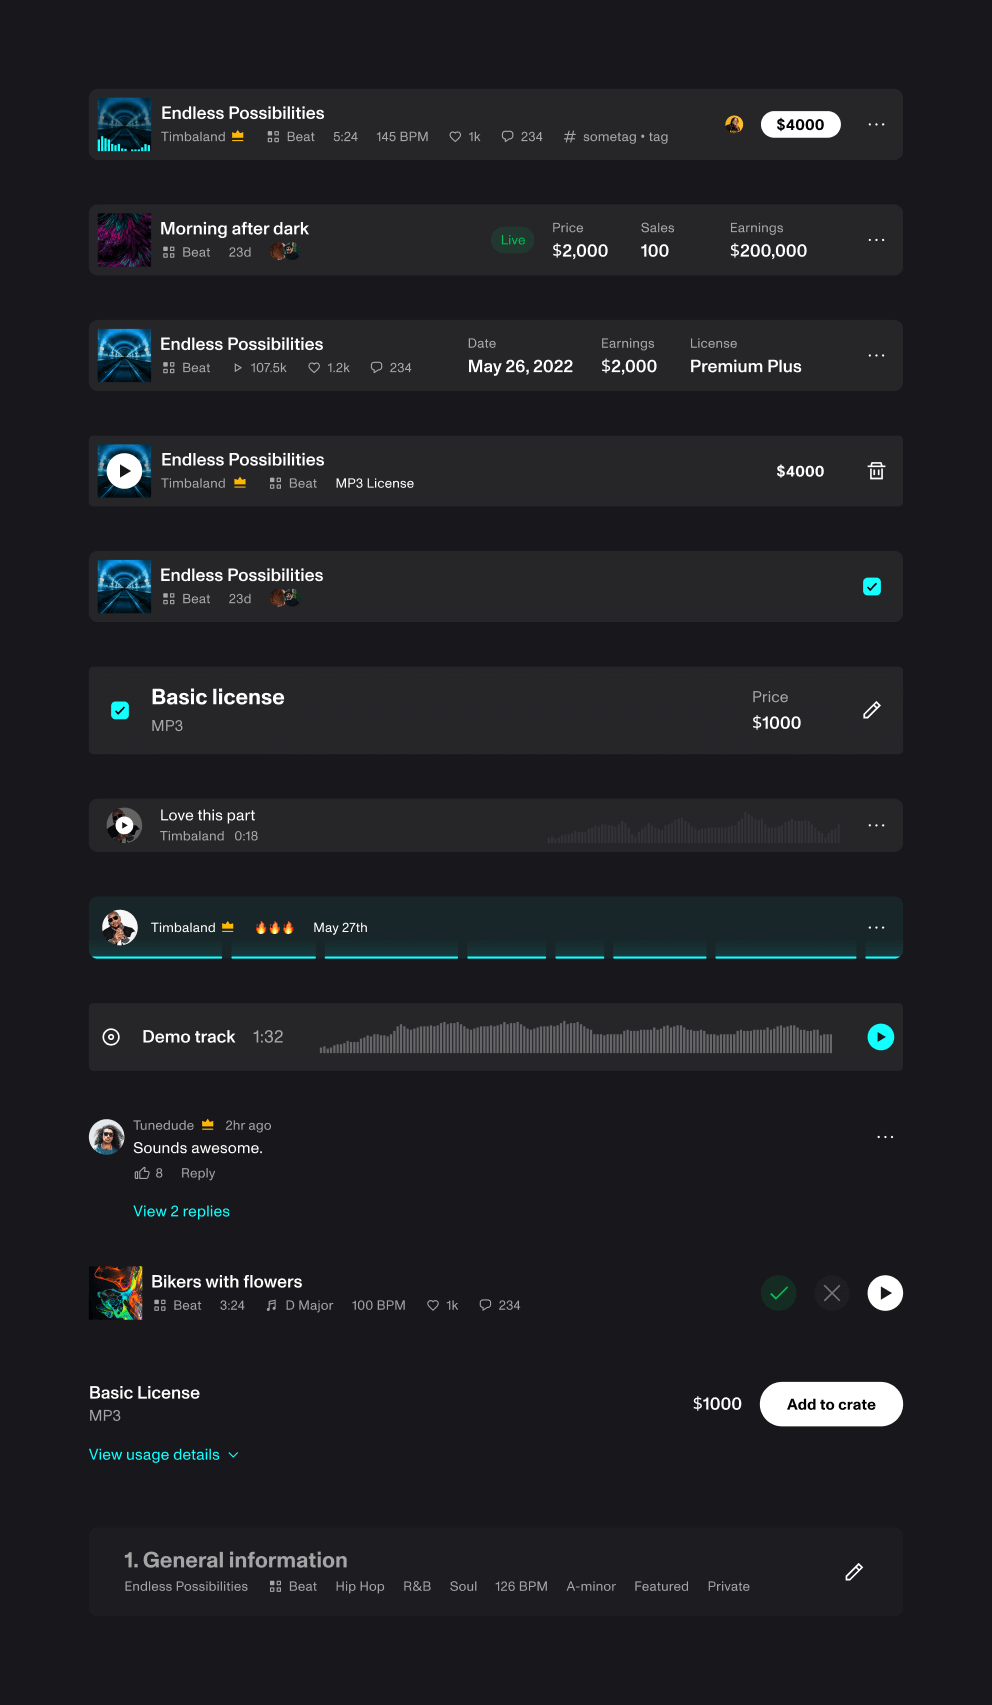 Endless Possibilities
Timbaland Beat 5:24 145 BPM 1k 234 # sometag • tag $4000
Morning after dark
Beat 23d
Live
Price Sales Earnings
$2,000 100 $200,000
Endless Possibilities
Beat 107.5k 1.2k 234
Date Earnings License
May 26, 2022 $2,000 Premium Plus
Endless Possibilities
Timbaland Beat MP3 License $4000
Endless Possibilities
Beat 23d
Basic license
MP3
Price
$1000
Love this part
Timbaland 0:18
Timbaland 🔥🔥🔥 May 27th
Demo track 1:32
Tunedude 2hr ago
Sounds awesome.
8 Reply
View 2 replies
Bikers with flowers
Beat 3:24 D Major 100 BPM 1k 234
Basic License
MP3
$1000 Add to crate
View usage details
1. General information
Endless Possibilities Beat Hip Hop R&B Soul 126 BPM A-minor Featured Private